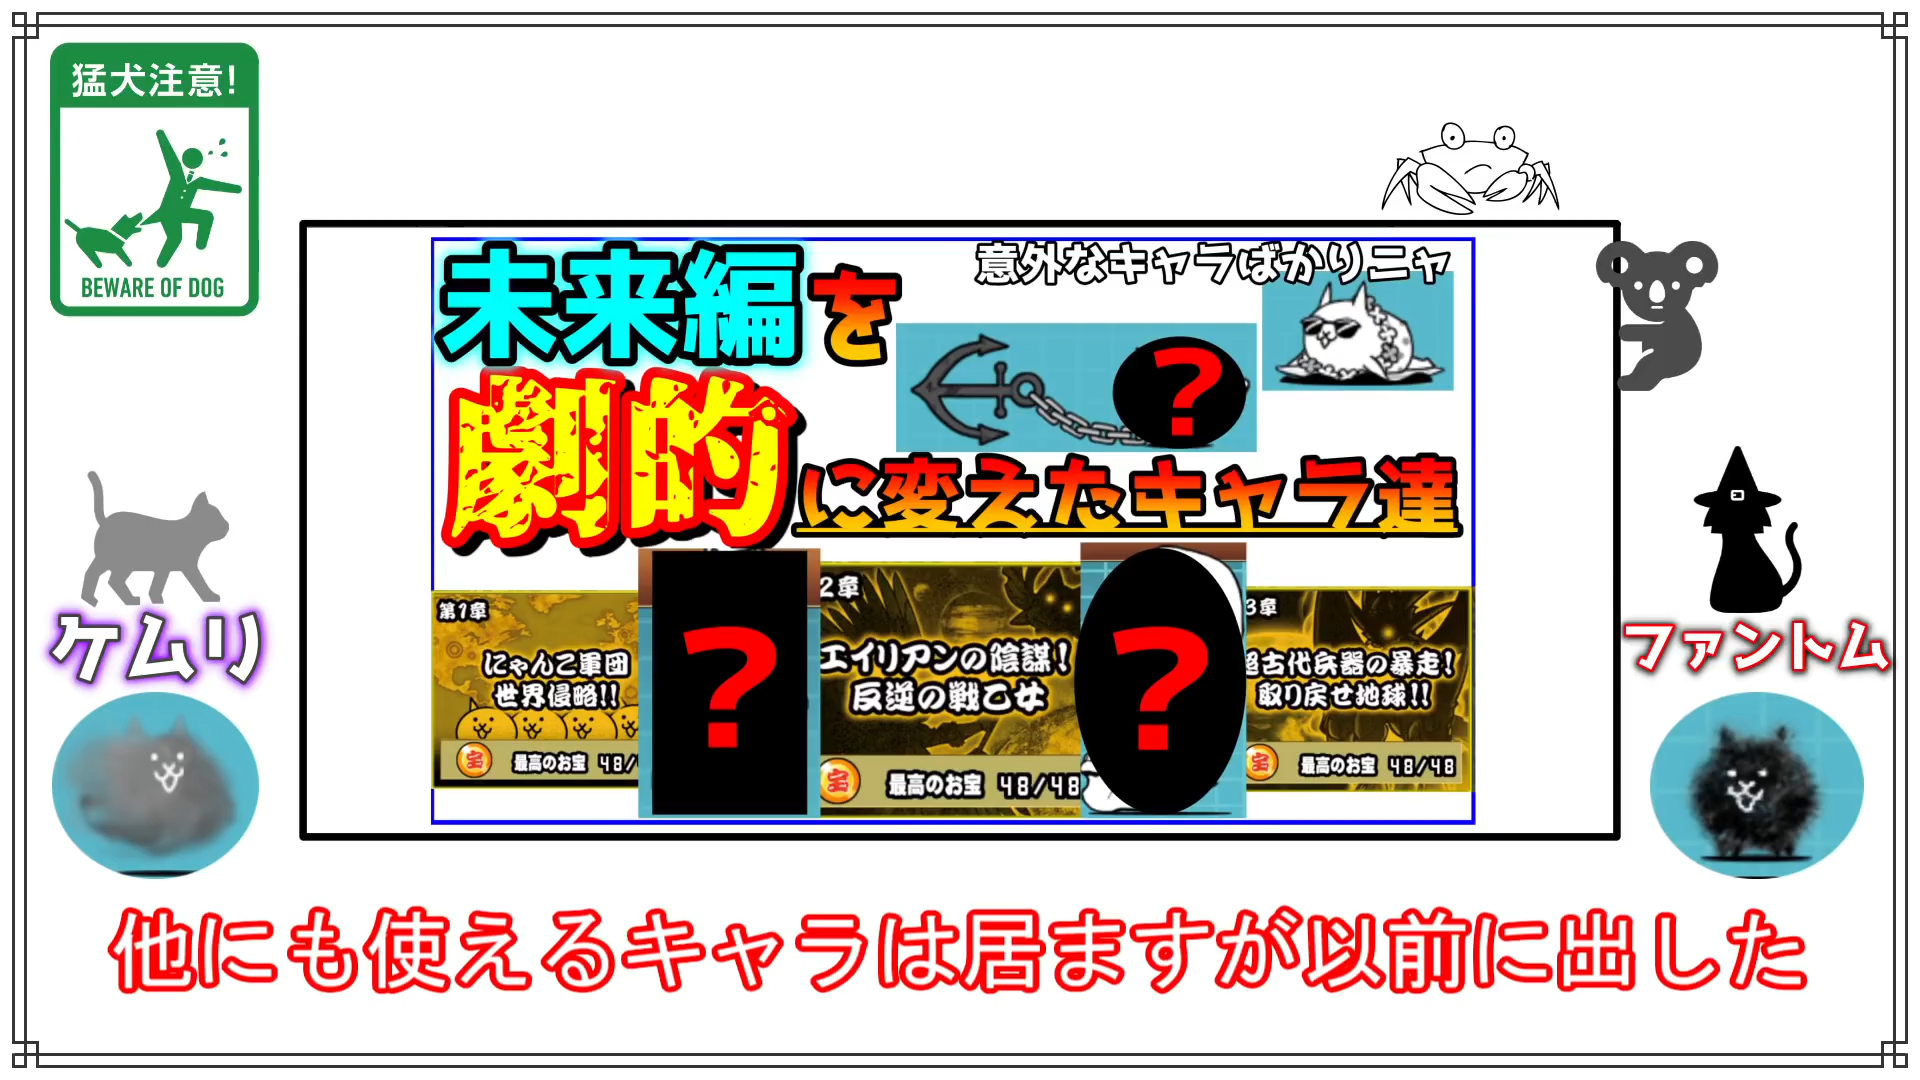 猛犬注意!
BEWARE OF DOG
意外なキャラばかりニャ
未来編を
劇的に変えたキャラ達
?
第1章
にゃんこ軍団
世界侵略!!
宝 最高のお宝 48/
?
2章
エイリアンの陰謀!
反逆の戦乙女
宝 最高のお宝 48/48
?
3章
超古代兵器の暴走!
取り戻せ地球!!
宝 最高のお宝 48/48
ケムリ
ファントム
他にも使えるキャラは居ますが以前に出した